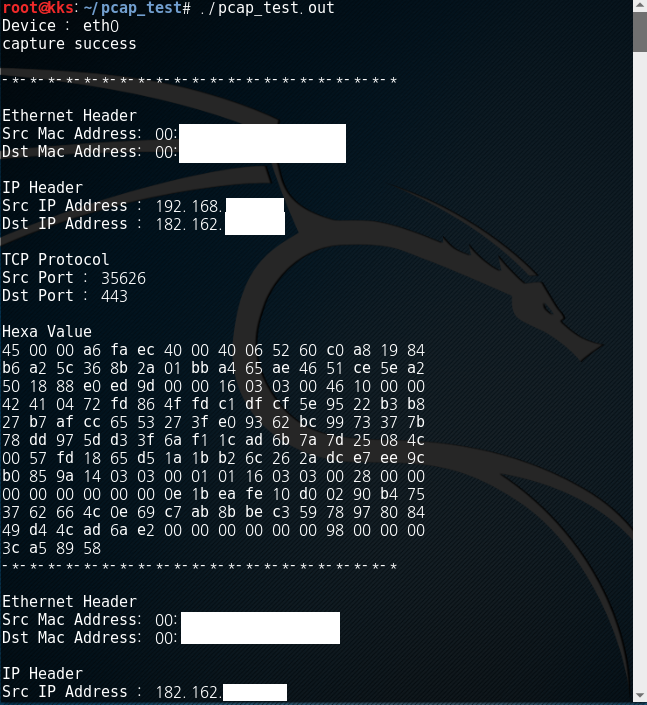 root@kks:~/pcap_test# ./pcap_test.out
Device : eth0
capture success
-*-*-*-*-*-*-*-*-*-*-*-*-*-*-*-*-*-*-*-*-*-*
Ethernet Header
Src Mac Address: 00:
Dst Mac Address: 00:
IP Header
Src IP Address : 192.168.
Dst IP Address : 182.162.
TCP Protocol
Src Port : 35626
Dst Port : 443
Hexa Value
45 00 00 a6 fa ec 40 00 40 06 52 60 c0 a8 19 84
b6 a2 5c 36 8b 2a 01 bb a4 65 ae 46 51 ce 5e a2
50 18 88 e0 ed 9d 00 00 16 03 03 00 46 10 00 00
42 41 04 72 fd 86 4f fd c1 df cf 5e 95 22 b3 b8
27 b7 af cc 65 53 27 3f e0 93 62 bc 99 73 37 7b
78 dd 97 5d d3 3f 6a f1 1c ad 6b 7a 7d 25 08 4c
00 57 fd 18 65 d5 1a 1b b2 6c 26 2a dc e7 ee 9c
b0 85 9a 14 03 03 00 01 01 16 03 03 00 28 00 00
00 00 00 00 00 00 0e 1b ea fe 10 d0 02 90 b4 75
37 62 66 4c 0e 69 c7 ab 8b be c3 59 78 97 80 84
49 d4 4c ad 6a e2 00 00 00 00 00 00 98 00 00 00
3c a5 89 58
-*-*-*-*-*-*-*-*-*-*-*-*-*-*-*-*-*-*-*-*-*-*
Ethernet Header
Src Mac Address: 00:
Dst Mac Address: 00:
IP Header
Src IP Address : 182.162.